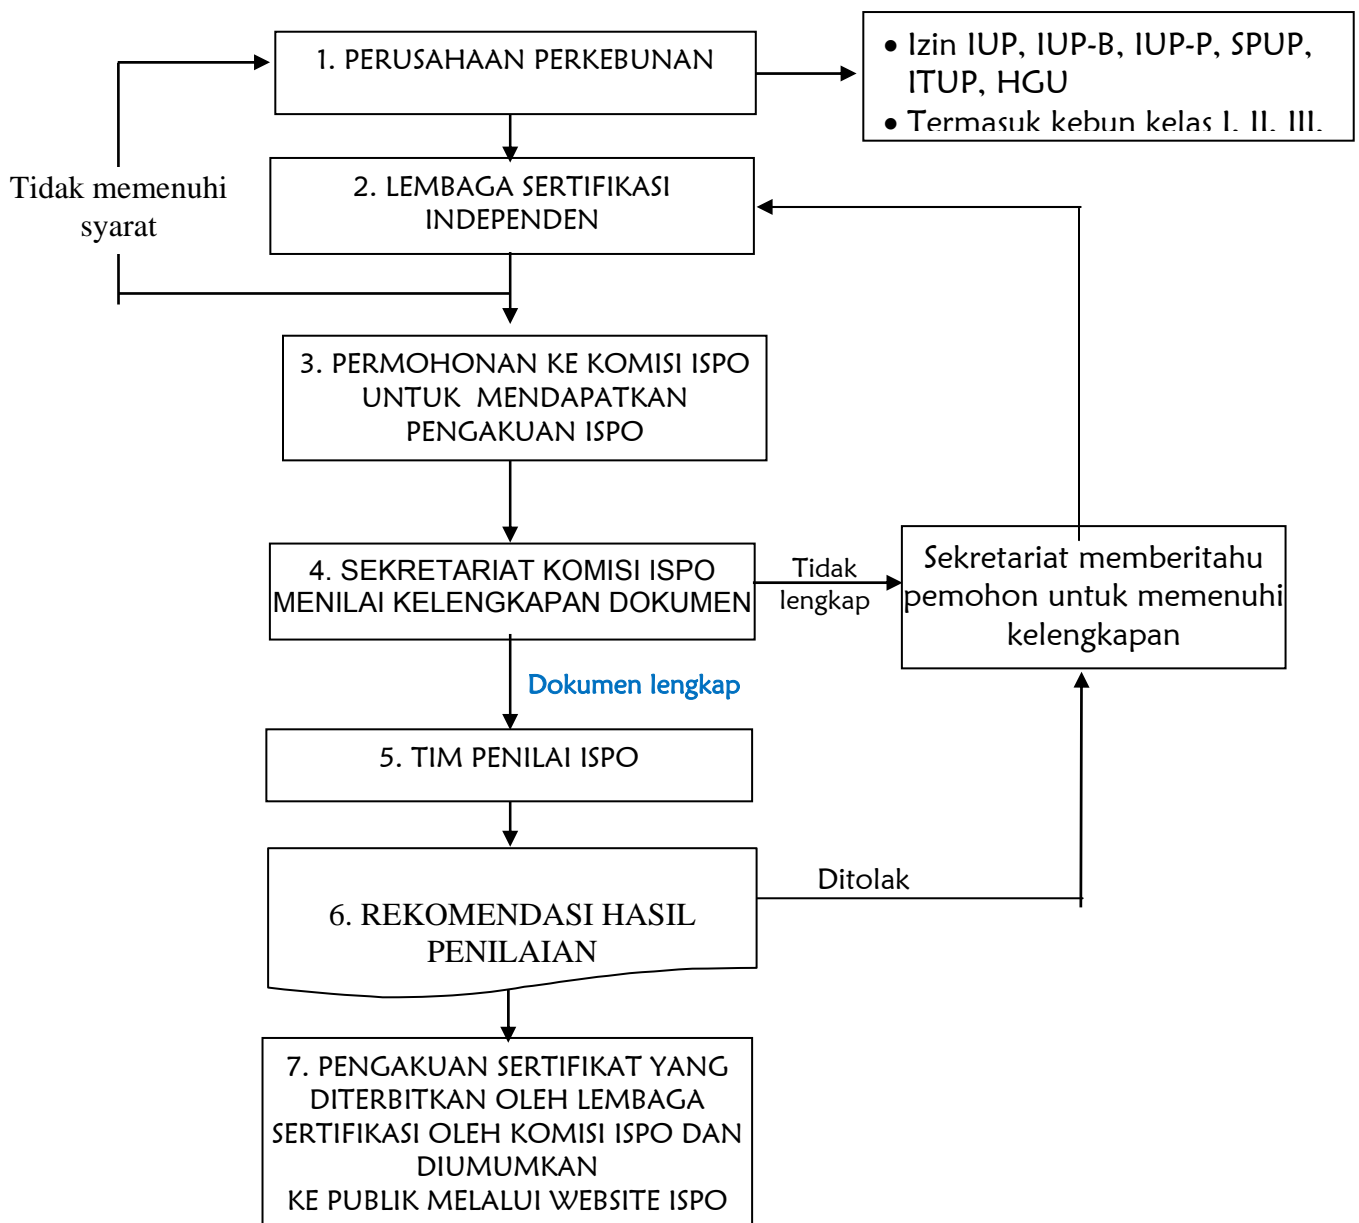 1. PERUSAHAAN PERKEBUNAN
• Izin IUP, IUP-B, IUP-P, SPUP,
ITUP, HGU
• Termasuk kebun kelas I, II, III.
Tidak memenuhi
syarat
2. LEMBAGA SERTIFIKASI
INDEPENDEN
3. PERMOHONAN KE KOMISI ISPO
UNTUK MENDAPATKAN
PENGAKUAN ISPO
4. SEKRETARIAT KOMISI ISPO
MENILAI KELENGKAPAN DOKUMEN
Tidak
lengkap
Sekretariat memberitahu
pemohon untuk memenuhi
kelengkapan
Dokumen lengkap
5. TIM PENILAI ISPO
6. REKOMENDASI HASIL
PENILAIAN
Ditolak
7. PENGAKUAN SERTIFIKAT YANG
DITERBITKAN OLEH LEMBAGA
SERTIFIKASI OLEH KOMISI ISPO DAN
DIUMUMKAN
KE PUBLIK MELALUI WEBSITE ISPO